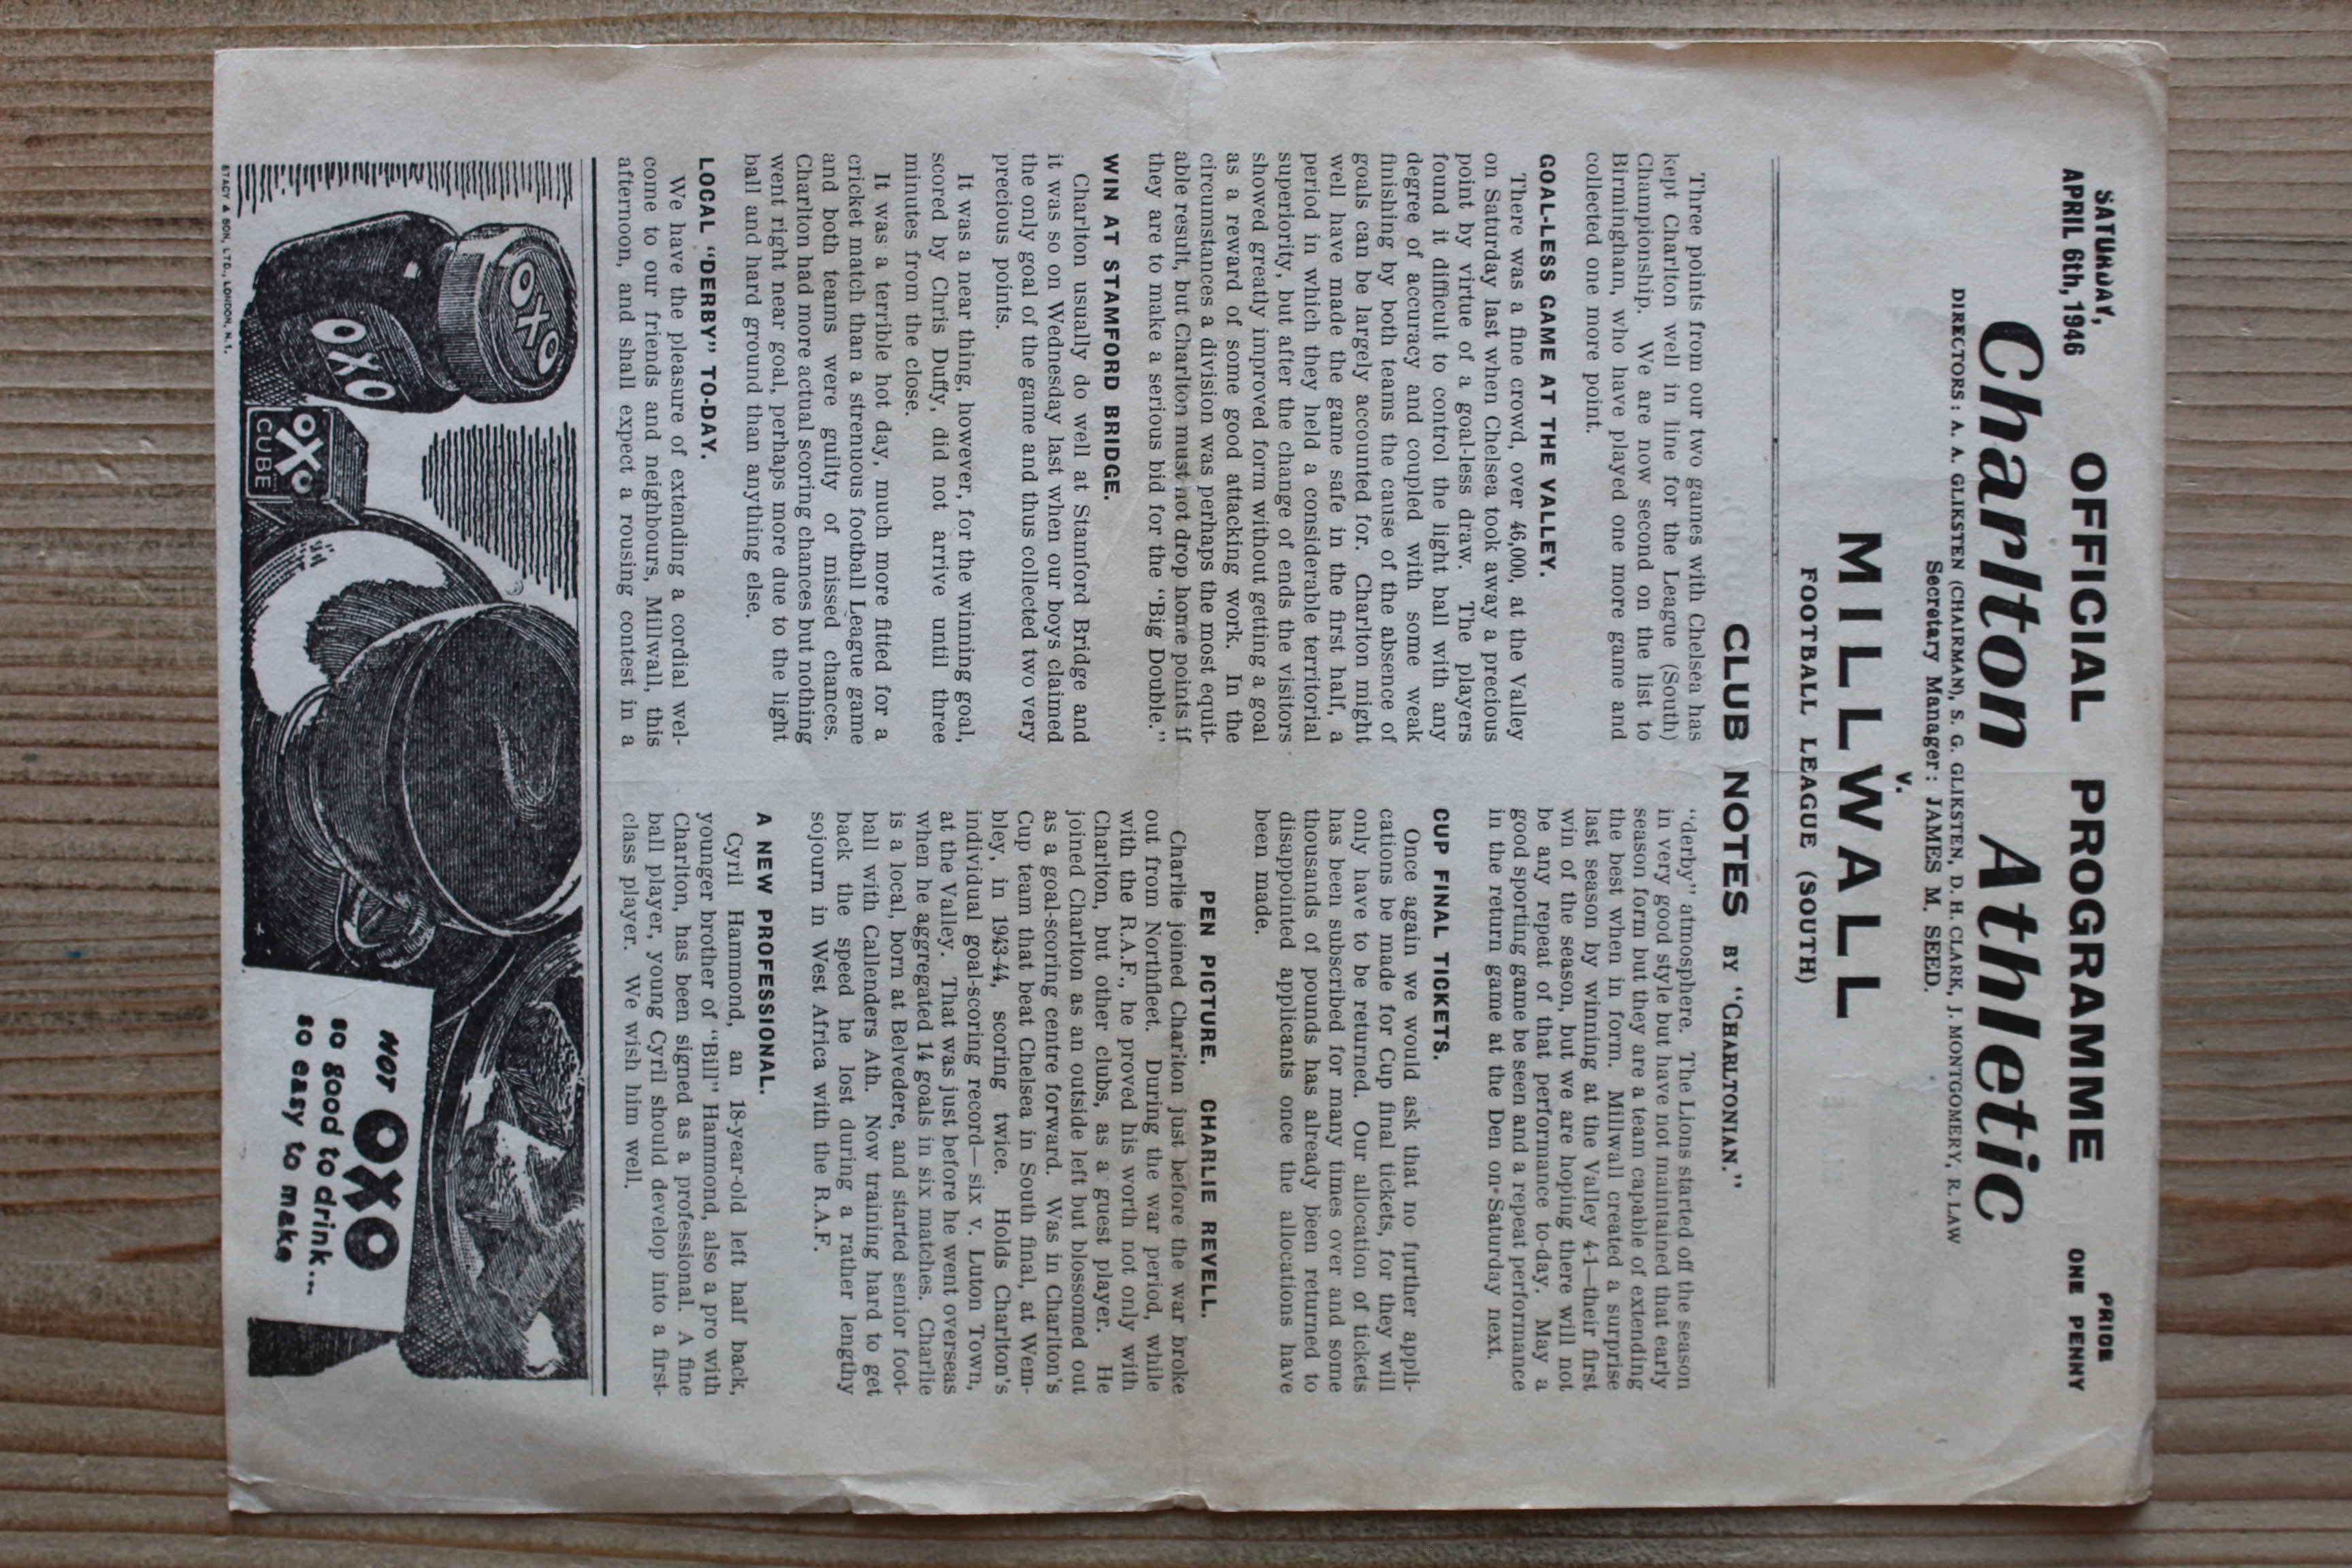 SATURDAY,
APRIL 6th, 1946
OFFICIAL PROGRAMME
PRICE
ONE PENNY
Charlton Athletic
DIRECTORS: A. A. GLIKSTEN (CHAIRMAN), S. G. GLIKSTEN, D. H. CLARK, J. MONTGOMERY, R. LAW
Secretary Manager: JAMES M. SEED.
v.
MILLWALL
FOOTBALL LEAGUE (SOUTH)
CLUB NOTES BY "CHARLTONIAN."
Three points from our two games with Chelsea has
kept Charlton well in line for the League (South)
Championship. We are now second on the list to
Birmingham, who have played one more game and
collected one more point.
GOAL-LESS GAME AT THE VALLEY.
There was a fine crowd, over 46,000, at the Valley
on Saturday last when Chelsea took away a precious
point by virtue of a goal-less draw. The players
found it difficult to control the light ball with any
degree of accuracy and coupled with some weak
finishing by both teams the cause of the absence of
goals can be largely accounted for. Charlton might
well have made the game safe in the first half, a
period in which they held a considerable territorial
superiority, but after the change of ends the visitors
showed greatly improved form without getting a goal
as a reward of some good attacking work. In the
circumstances a division was perhaps the most equit-
able result, but Charlton must not drop home points if
they are to make a serious bid for the "Big Double."
WIN AT STAMFORD BRIDGE.
Charlton usually do well at Stamford Bridge and
it was so on Wednesday last when our boys claimed
the only goal of the game and thus collected two very
precious points.
It was a near thing, however, for the winning goal,
scored by Chris Duffy, did not arrive until three
minutes from the close.
It was a terrible hot day, much more fitted for a
cricket match than a strenuous football League game
and both teams were guilty of missed chances.
Charlton had more actual scoring chances but nothing
went right near goal, perhaps more due to the light
ball and hard ground than anything else.
LOCAL "DERBY" TO-DAY.
We have the pleasure of extending a cordial wel-
come to our friends and neighbours, Millwall, this
afternoon, and shall expect a rousing contest in a
"derby" atmosphere. The Lions started off the season
in very good style but have not maintained that early
season form but they are a team capable of extending
the best when in form. Millwall created a surprise
last season by winning at the Valley 4-1—their first
win of the season, but we are hoping there will not
be any repeat of that performance to-day. May a
good sporting game be seen and a repeat performance
in the return game at the Den on Saturday next.
CUP FINAL TICKETS.
Once again we would ask that no further appli-
cations be made for Cup final tickets, for they will
only have to be returned. Our allocation of tickets
has been subscribed for many times over and some
thousands of pounds has already been returned to
disappointed applicants once the allocations have
been made.
PEN PICTURE. CHARLIE REVELL.
Charlie joined Charlton just before the war broke
out from Northfleet. During the war period, while
with the R.A.F., he proved his worth not only with
Charlton, but other clubs, as a guest player. He
joined Charlton as an outside left but blossomed out
as a goal-scoring centre forward. Was in Charlton's
Cup team that beat Chelsea in South final, at Wem-
bley, in 1943-44, scoring twice. Holds Charlton's
individual goal-scoring record—six v. Luton Town,
at the Valley. That was just before he went overseas
when he aggregated 14 goals in six matches. Charlie
is a local, born at Belvedere, and started senior foot-
ball with Callenders Ath. Now training hard to get
back the speed he lost during a rather lengthy
sojourn in West Africa with the R.A.F.
A NEW PROFESSIONAL.
Cyril Hammond, an 18-year-old left half back,
younger brother of "Bill" Hammond, also a pro with
Charlton, has been signed as a professional. A fine
ball player, young Cyril should develop into a first-
class player. We wish him well.
OXO
OXO
OXO
CUBE
HOT OXO
so good to drink...
so easy to make
STACY & SON, LTD., LONDON, N.1.